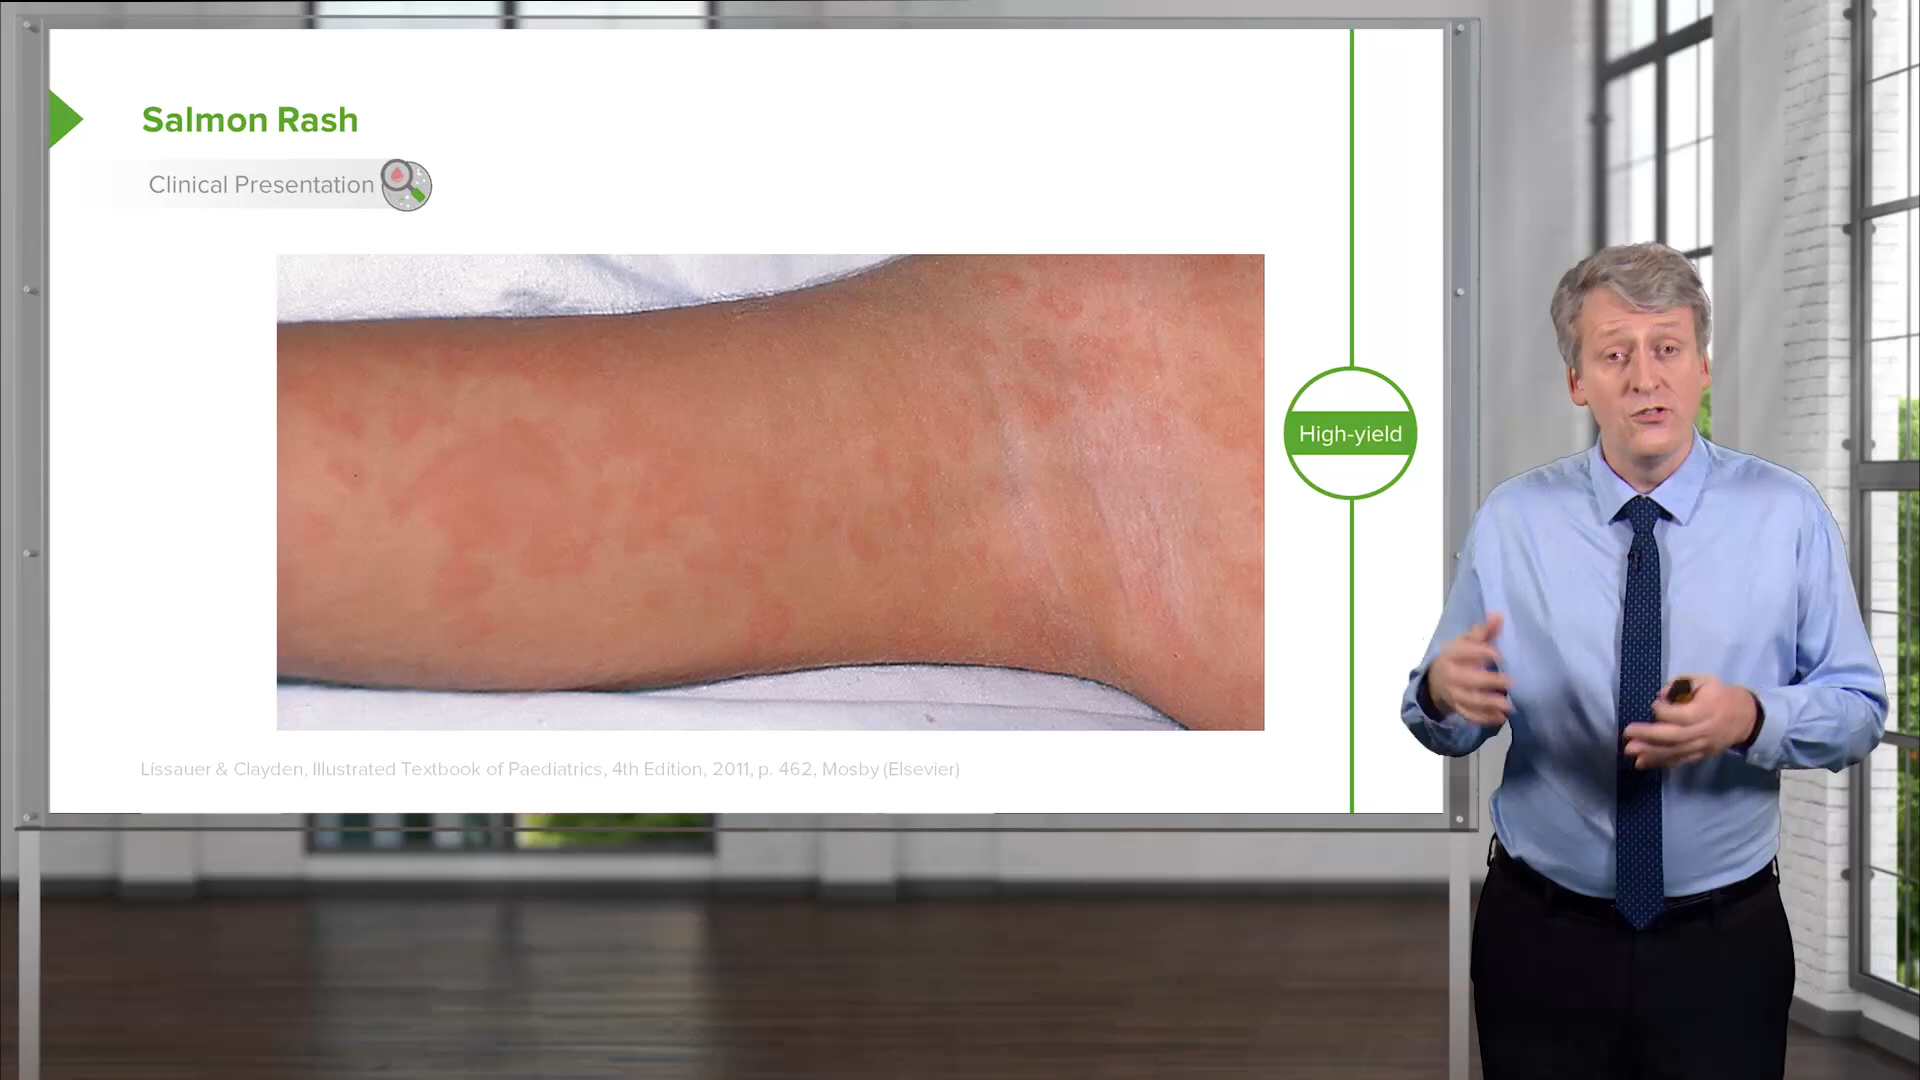 Salmon Rash
Clinical Presentation
High-yield
Lissauer & Clayden, Illustrated Textbook of Paediatrics, 4th Edition, 2011, p. 462, Mosby (Elsevier)